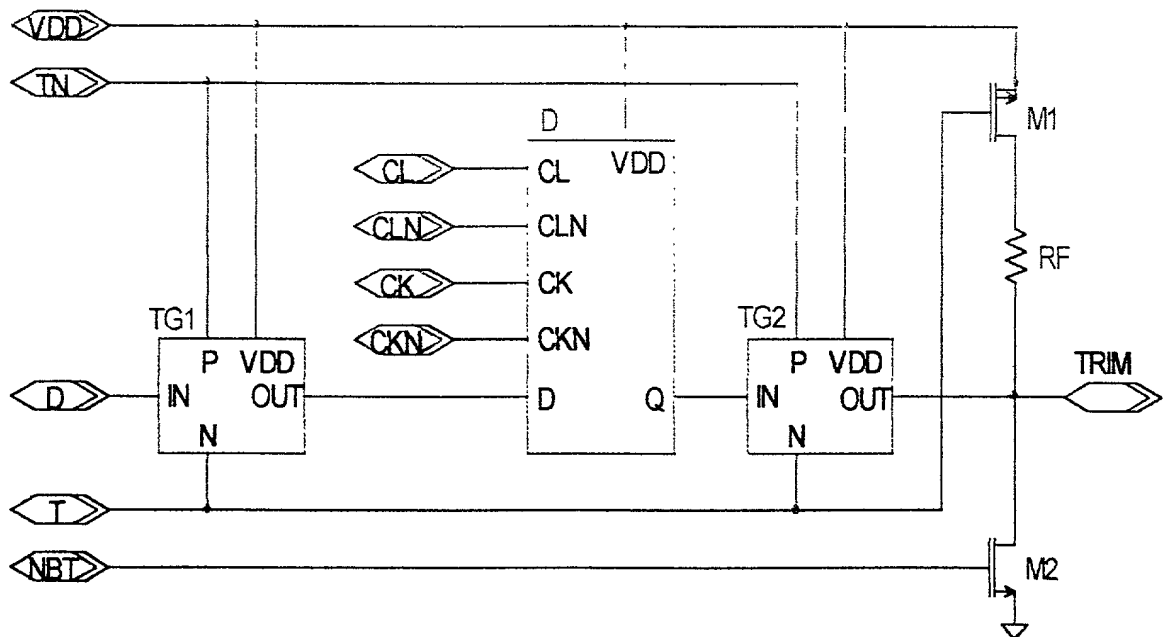 VDD
TN
D
VDD
M1
CL
CL
CLN
CLN
RF
CK
CK
TG1
TG2
CKN
CKN
P VDD
P VDD
TRIM
D
IN OUT
D Q
IN OUT
N
N
T
NBT
M2